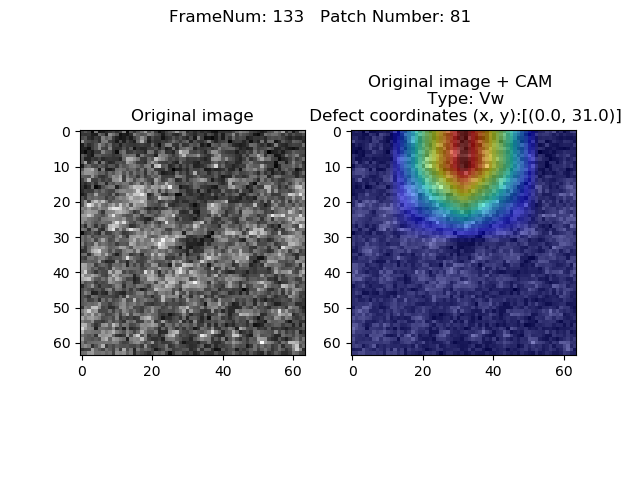 FrameNum: 133   Patch Number: 81
Original image
Original image + CAM
Type: Vw
Defect coordinates (x, y):[(0.0, 31.0)]
0
10
20
30
40
50
60
0 20 40 60
0
10
20
30
40
50
60
0 20 40 60